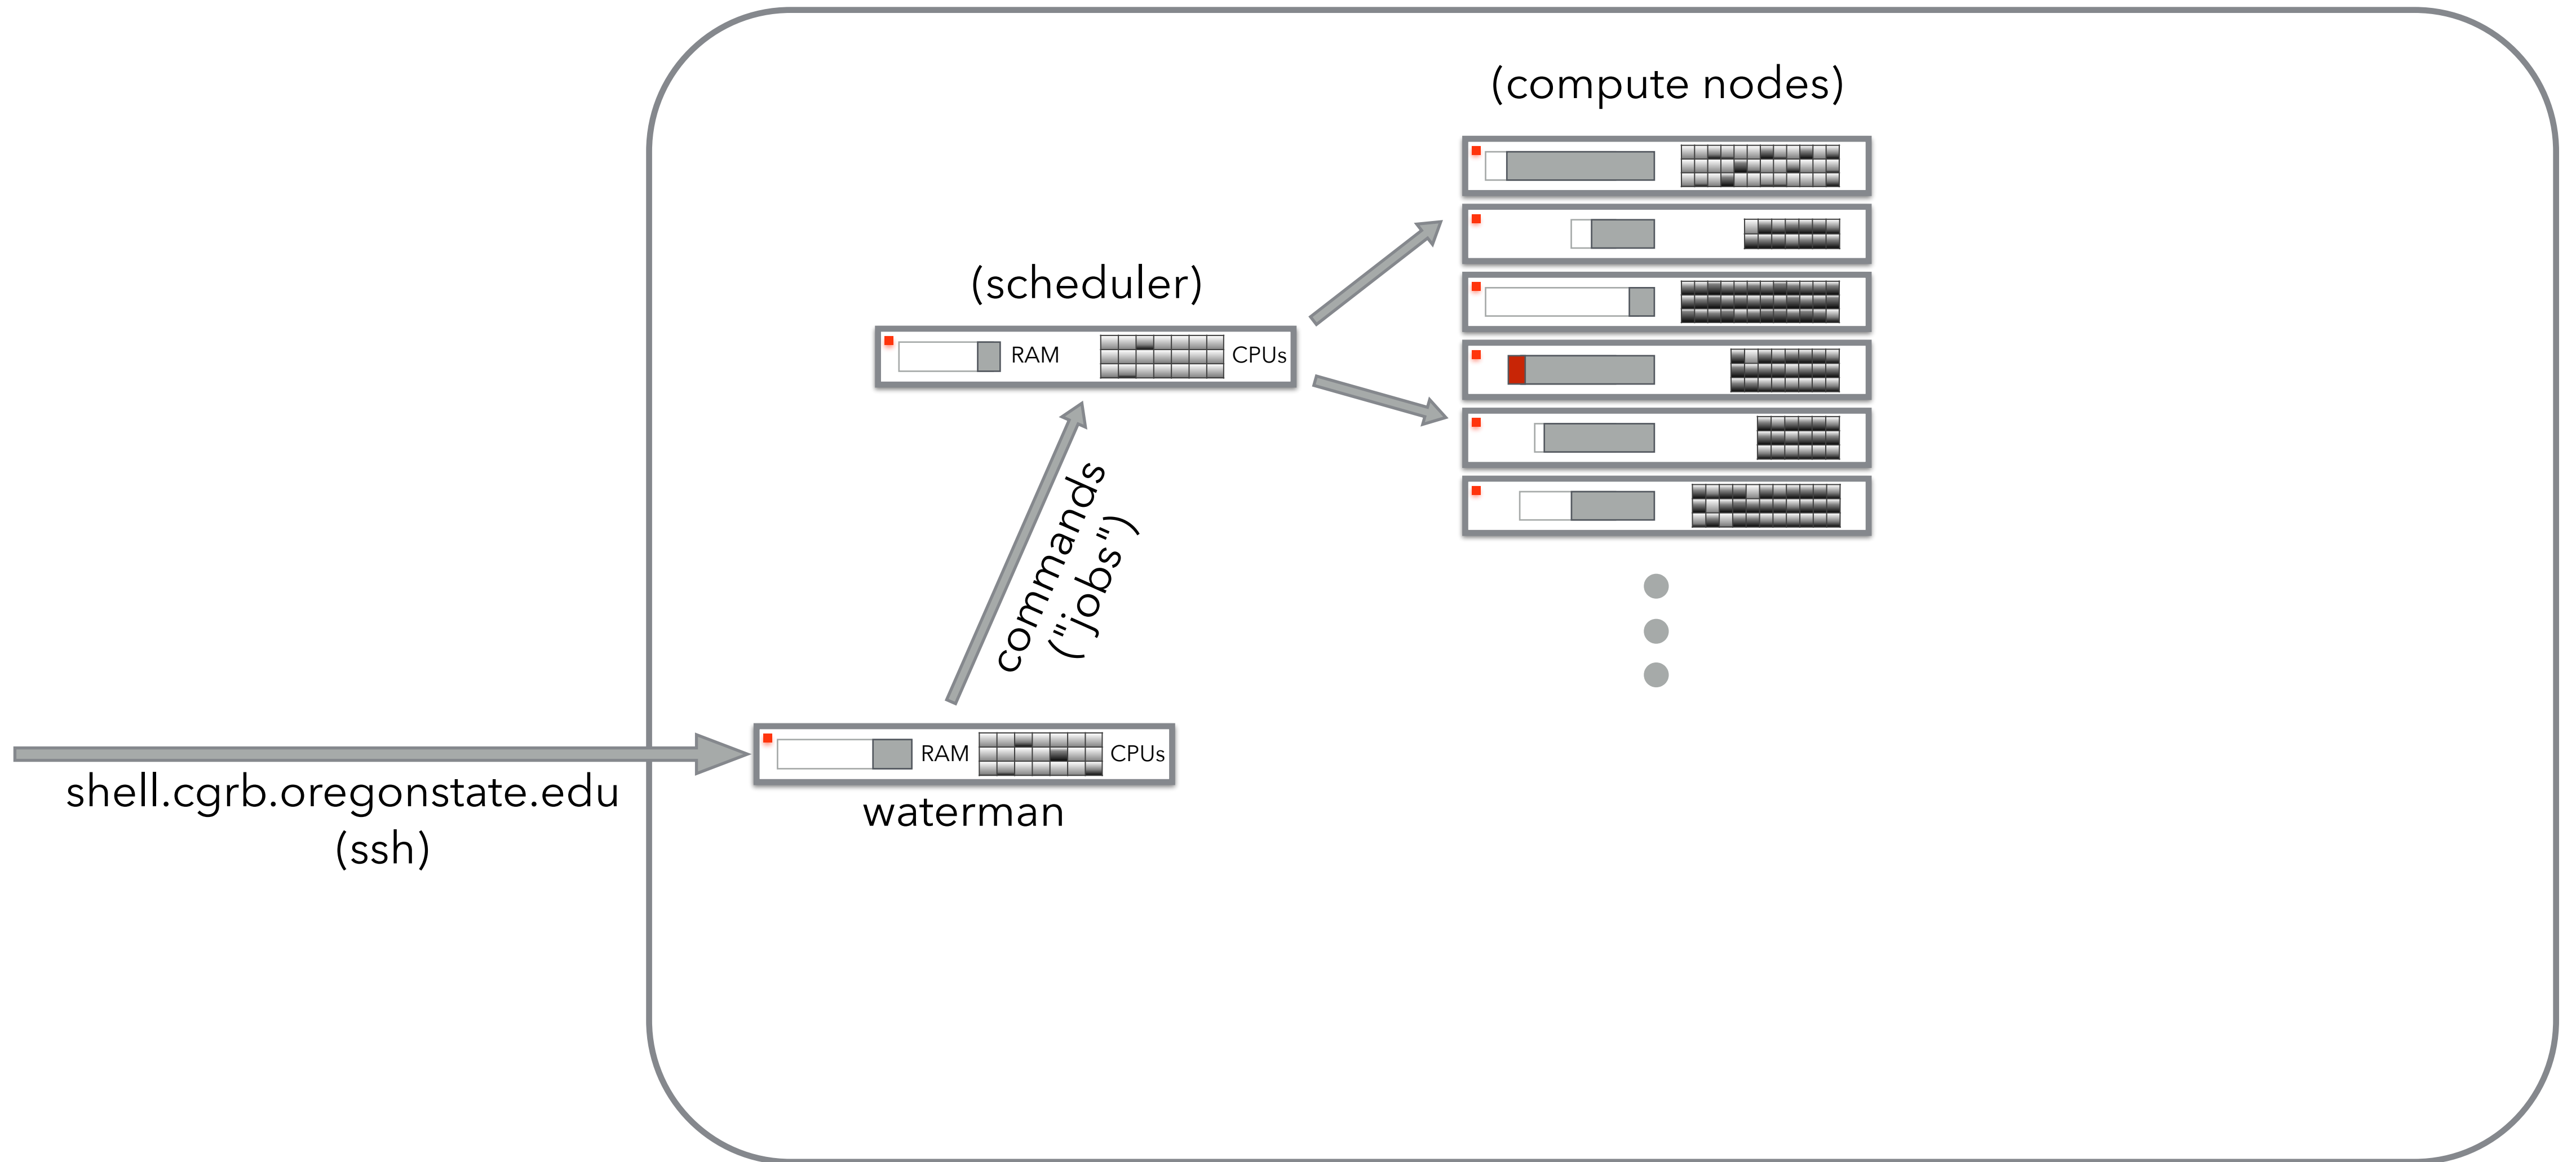 (compute nodes)
(scheduler)
RAM
CPUs
commands
("jobs")
shell.cgrb.oregonstate.edu
(ssh)
RAM
CPUs
waterman